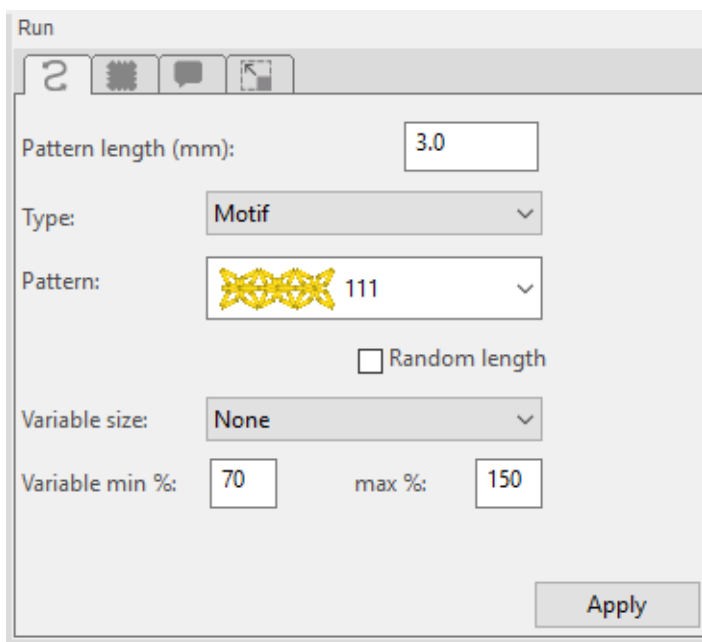 Run
Pattern length (mm): 3.0
Type: Motif
Pattern: 111
Random length
Variable size: None
Variable min %: 70 max %: 150
Apply